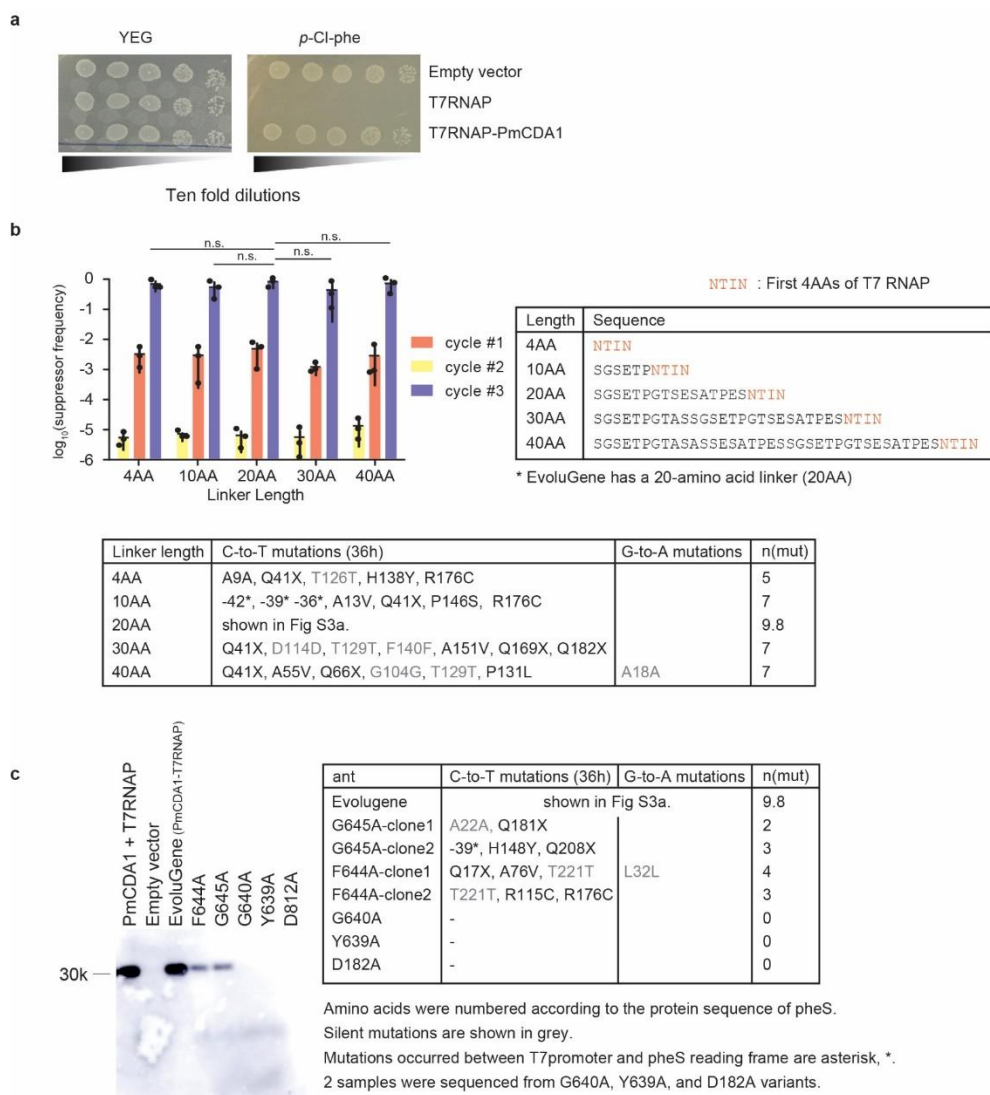 a
YEG
p-Cl-phe
Empty vector
T7RNAP
T7RNAP-PmCDA1
Ten fold dilutions
b
n.s. n.s.
n.s. n.s.
0
-1
-2
-3
-4
-5
-6
log10(suppressor frequency)
4AA 10AA 20AA 30AA 40AA
Linker Length
cycle #1
cycle #2
cycle #3
NTIN : First 4AAs of T7 RNAP
Length Sequence
4AA NTIN
10AA SGSETPNTIN
20AA SGSETPGTSESATPESNTIN
30AA SGSETPGTASSGSETPGTSESATPESNTIN
40AA SGSETPGTASASSESATPESSGSETPGTSESATPESNTIN
* EvoluGene has a 20-amino acid linker (20AA)
Linker length C-to-T mutations (36h) G-to-A mutations n(mut)
4AA A9A, Q41X, T126T, H138Y, R176C 5
10AA -42*, -39* -36*, A13V, Q41X, P146S, R176C 7
20AA shown in Fig S3a. 9.8
30AA Q41X, D114D, T129T, F140F, A151V, Q169X, Q182X 7
40AA Q41X, A55V, Q66X, G104G, T129T, P131L A18A 7
c
PmCDA1 + T7RNAP
Empty vector
EvoluGene (PmCDA1-T7RNAP)
F644A
G645A
G640A
Y639A
D812A
30k
ant C-to-T mutations (36h) G-to-A mutations n(mut)
Evolugene shown in Fig S3a. 9.8
G645A-clone1 A22A, Q181X 2
G645A-clone2 -39*, H148Y, Q208X 3
F644A-clone1 Q17X, A76V, T221T L32L 4
F644A-clone2 T221T, R115C, R176C 3
G640A - 0
Y639A - 0
D182A - 0
Amino acids were numbered according to the protein sequence of pheS.
Silent mutations are shown in grey.
Mutations occurred between T7promoter and pheS reading frame are asterisk, *.
2 samples were sequenced from G640A, Y639A, and D182A variants.